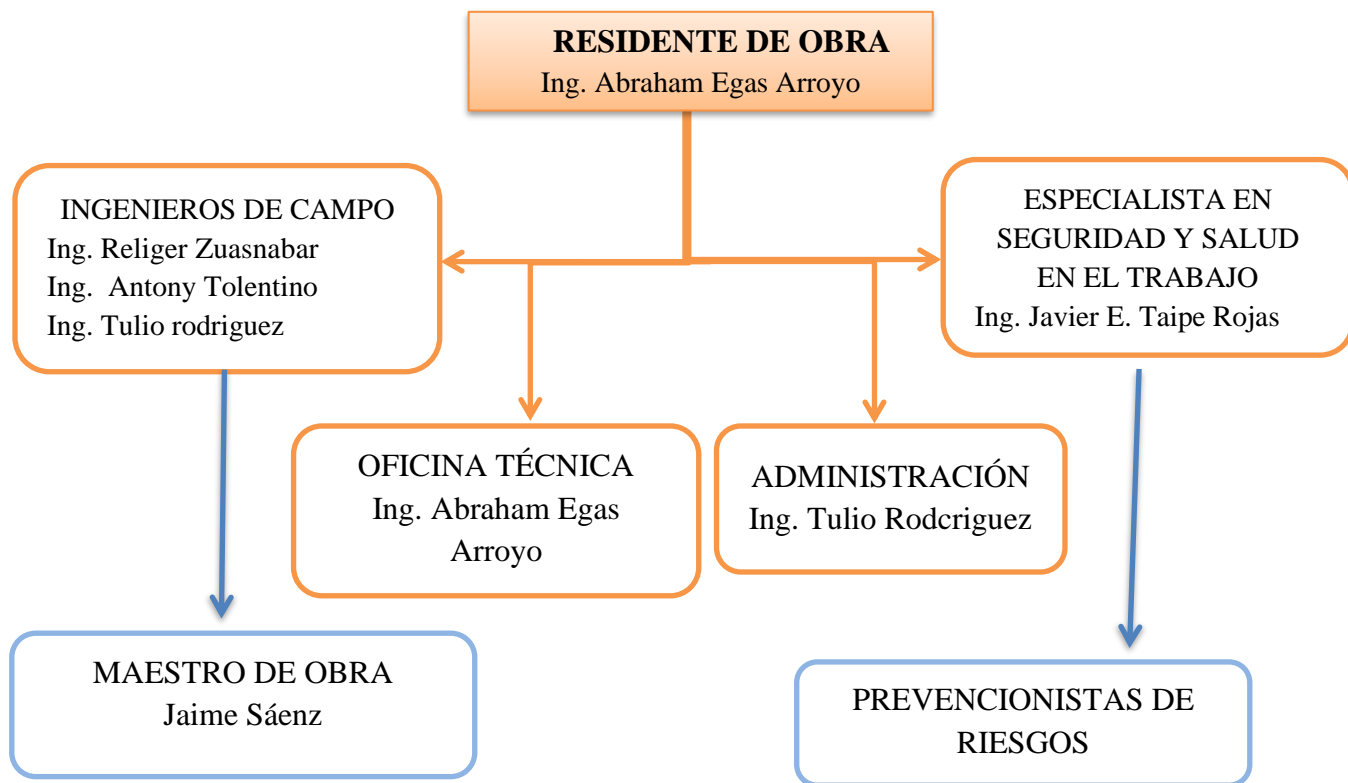 RESIDENTE DE OBRA
Ing. Abraham Egas Arroyo
INGENIEROS DE CAMPO
Ing. Religer Zuasnabar
Ing. Antony Tolentino
Ing. Tulio rodriguez
ESPECIALISTA EN
SEGURIDAD Y SALUD
EN EL TRABAJO
Ing. Javier E. Taipe Rojas
OFICINA TÉCNICA
Ing. Abraham Egas
Arroyo
ADMINISTRACIÓN
Ing. Tulio Rodcriguez
MAESTRO DE OBRA
Jaime Sáenz
PREVENCIONISTAS DE
RIESGOS